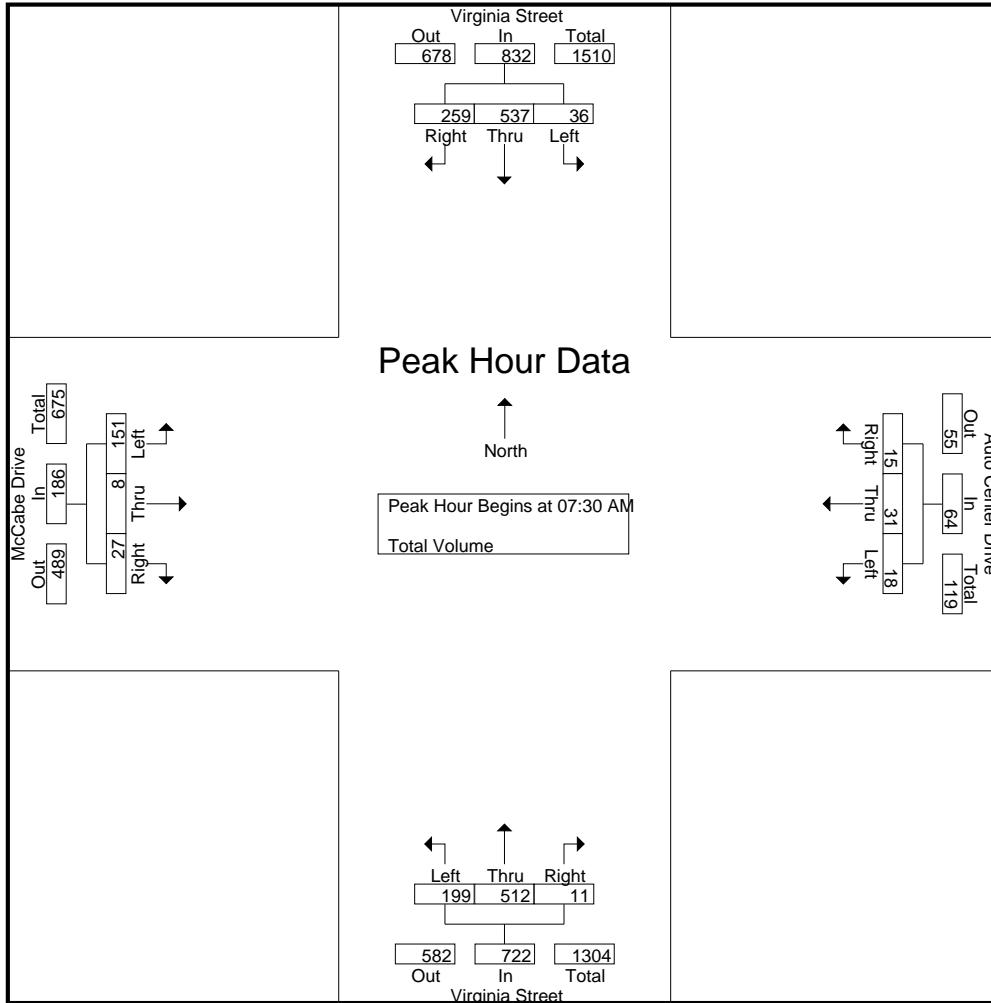 Virginia Street
Out In Total
678 832 1510
259 537 36
Right Thru Left
Peak Hour Data
North
Peak Hour Begins at 07:30 AM
Total Volume
McCabe Drive
Out In Total
489 186 675
27 8 151
Right Thru Left
Auto Center Drive
Out In Total
55 64 119
15 31 18
Right Thru Left
Left Thru Right
199 512 11
582 722 1304
Out In Total
Virginia Street